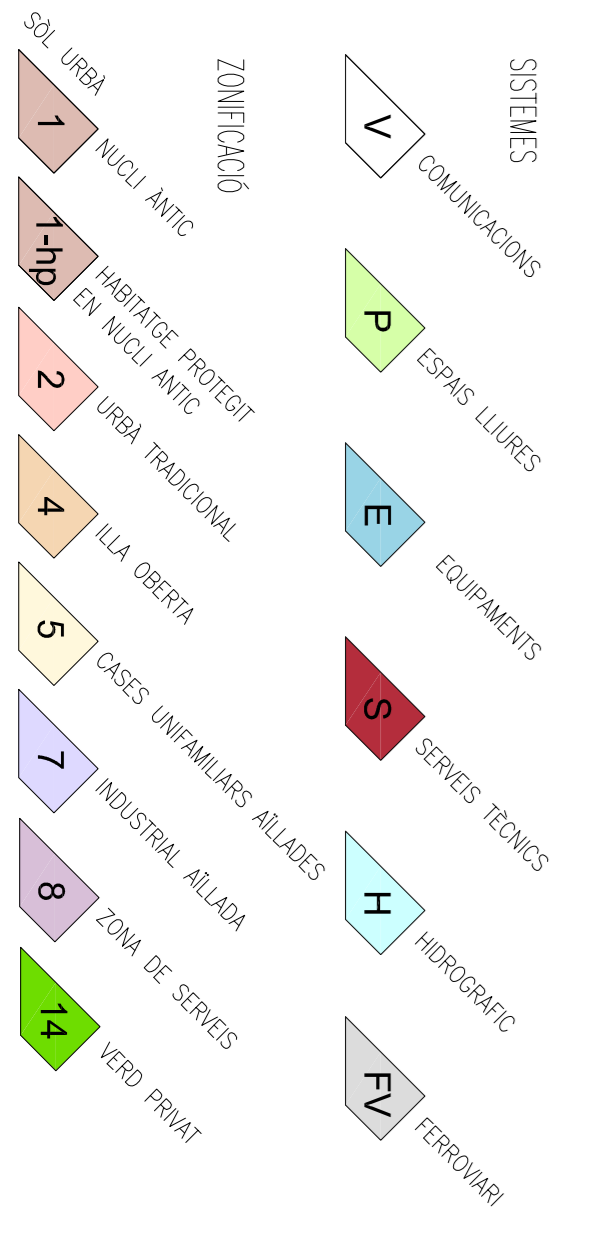 SISTEMES
V
COMUNICACIONS
P
ESPAIS LLIURES
E
EQUIPAMENTS
S
SERVEIS TÈCNICS
H
HIDROGRAFIC
FV
FERROVIARI
ZONIFICACIÓ
SÒL URBÀ
1
NUCLI ÀNTIC
1-hp
HABITATGE PROTEGIT
EN NUCLI ANTIC
2
URBÀ TRADICIONAL
4
ILLA OBERTA
5
CASES UNIFAMILIARS AÏLLADES
7
INDUSTRIAL AÏLLADA
8
ZONA DE SERVEIS
14
VERD PRIVAT